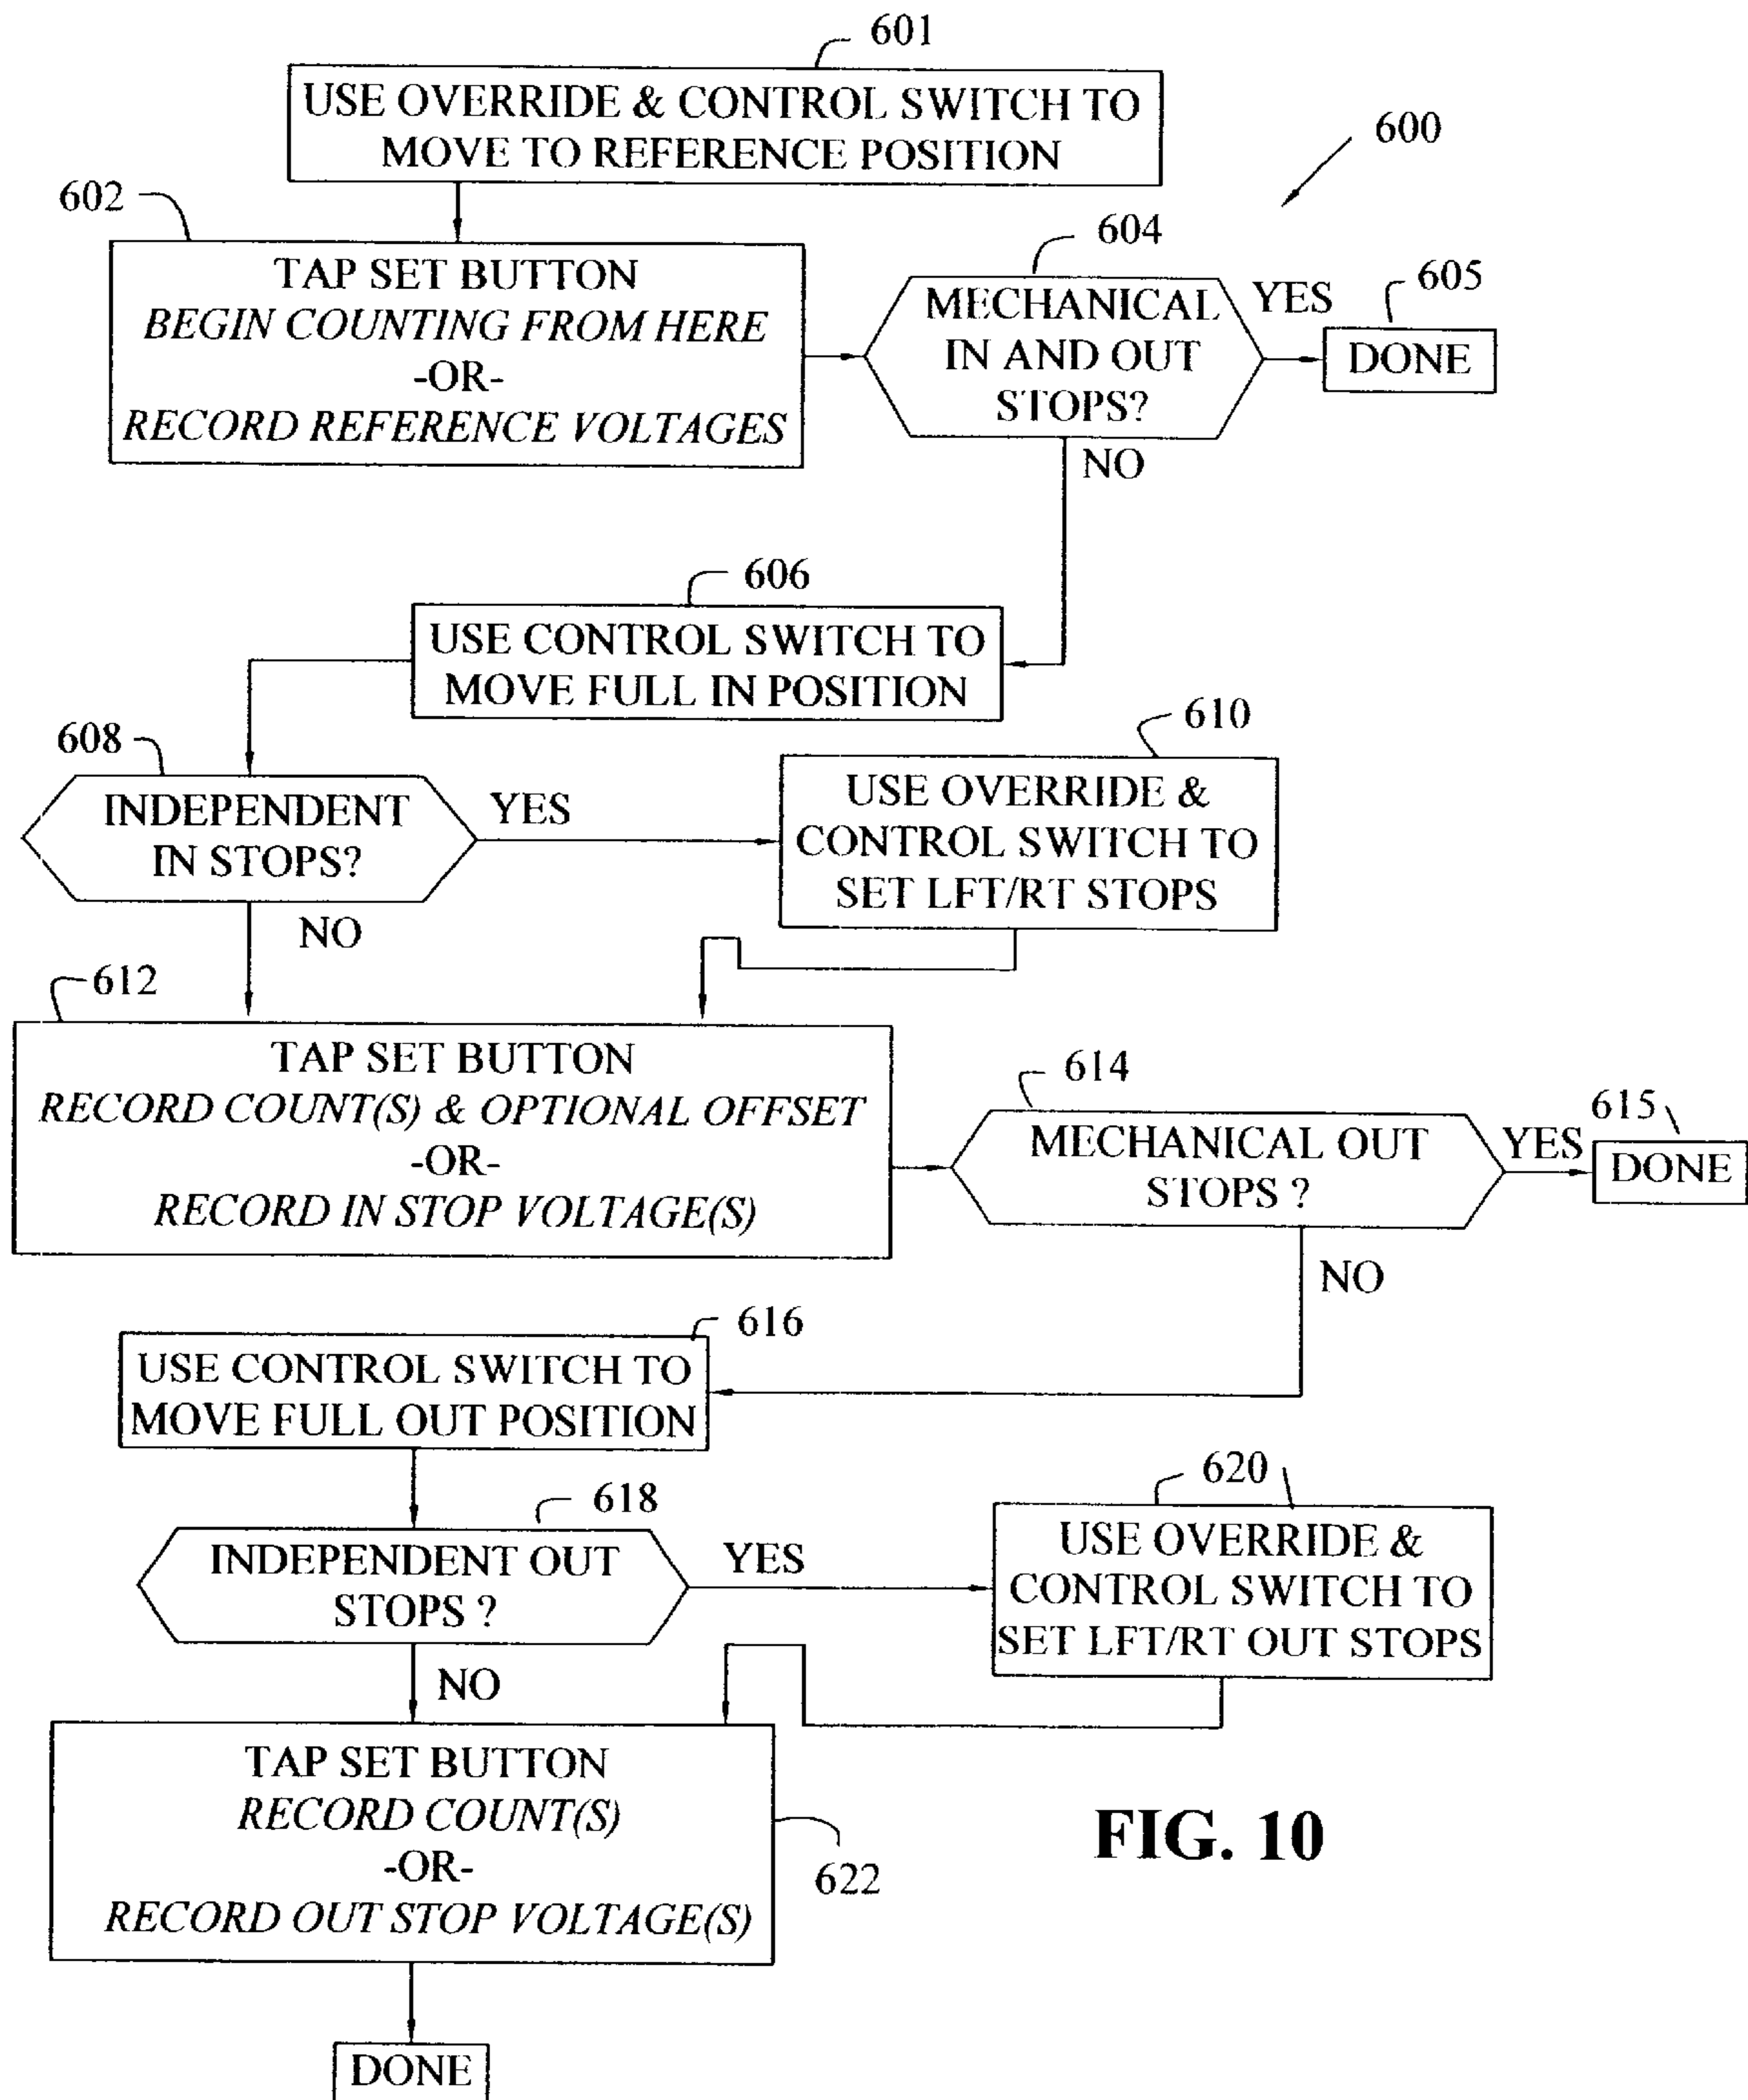 601
USE OVERRIDE & CONTROL SWITCH TO
MOVE TO REFERENCE POSITION
600
602
TAP SET BUTTON
BEGIN COUNTING FROM HERE
-OR-
RECORD REFERENCE VOLTAGES
604
MECHANICAL
IN AND OUT
STOPS?
YES
605
DONE
NO
606
USE CONTROL SWITCH TO
MOVE FULL IN POSITION
608
INDEPENDENT
IN STOPS?
YES
610
USE OVERRIDE &
CONTROL SWITCH TO
SET LFT/RT STOPS
NO
612
TAP SET BUTTON
RECORD COUNT(S) & OPTIONAL OFFSET
-OR-
RECORD IN STOP VOLTAGE(S)
614
MECHANICAL OUT
STOPS ?
YES
615
DONE
NO
616
USE CONTROL SWITCH TO
MOVE FULL OUT POSITION
618
INDEPENDENT OUT
STOPS ?
YES
620
USE OVERRIDE &
CONTROL SWITCH TO
SET LFT/RT OUT STOPS
NO
TAP SET BUTTON
RECORD COUNT(S)
-OR-
RECORD OUT STOP VOLTAGE(S)
622
FIG. 10
DONE